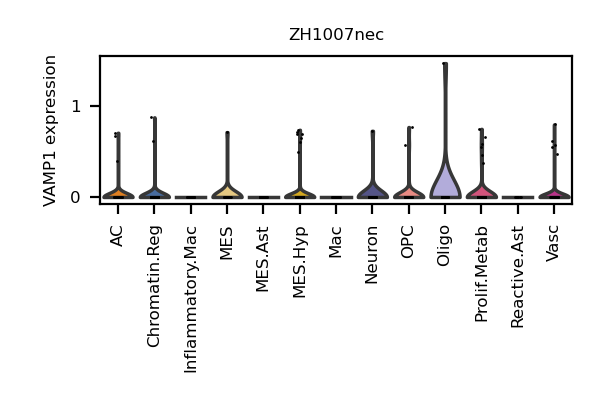 ZH1007nec
VAMP1 expression
1
0
AC
Chromatin.Reg
Inflammatory.Mac
MES
MES.Ast
MES.Hyp
Mac
Neuron
OPC
Oligo
Prolif.Metab
Reactive.Ast
Vasc